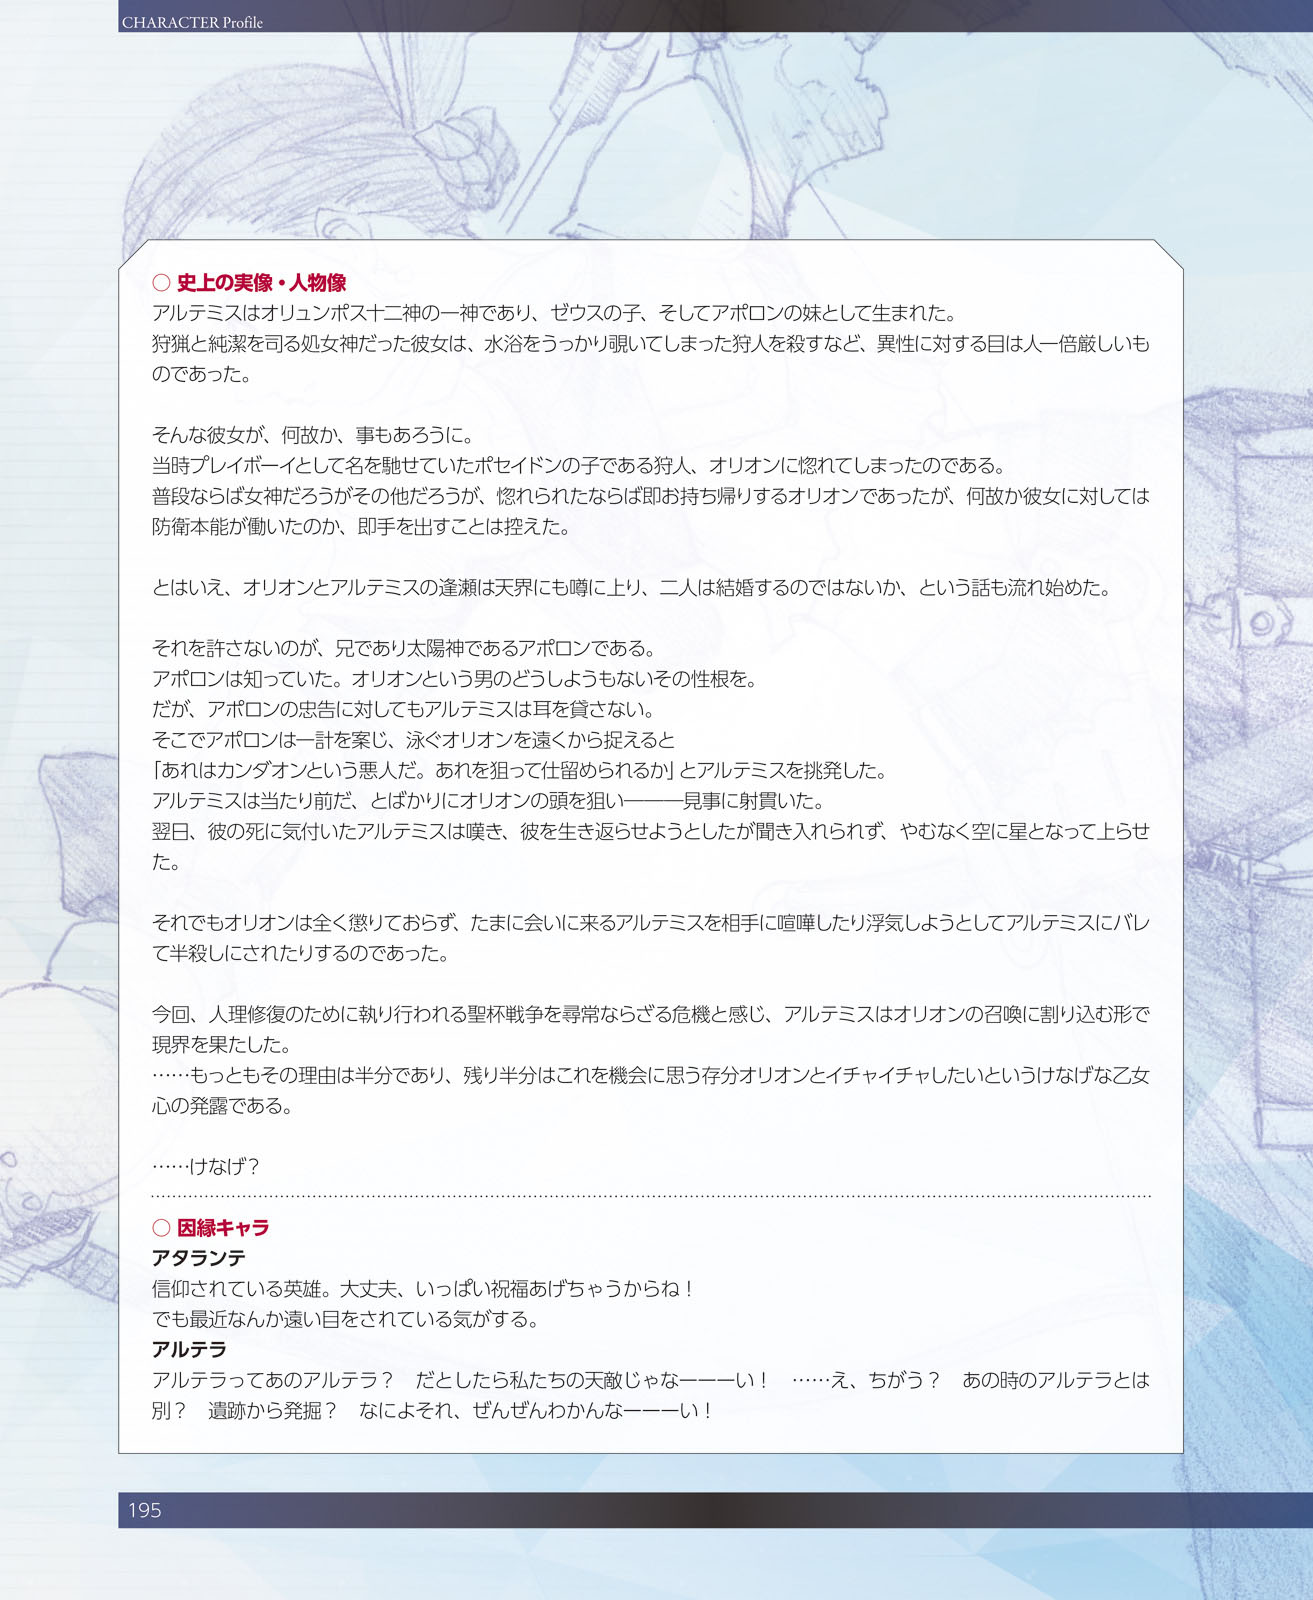 CHARACTER Profile
○ 史上の実像・人物像
アルテミスはオリュンポス十二神の一神であり、ゼウスの子、そしてアポロンの妹として生まれた。
狩猟と純潔を司る処女神だった彼女は、水浴をうっかり覗いてしまった狩人を殺すなど、異性に対する目は人一倍厳しいも
のであった。
そんな彼女が、何故か、事もあろうに。
当時プレイボーイとして名を馳せていたポセイドンの子である狩人、オリオンに惚れてしまったのである。
普段ならば女神だろうがその他だろうが、惚れられたならば即お持ち帰りするオリオンであったが、何故か彼女に対しては
防衛本能が働いたのか、即手を出すことは控えた。
とはいえ、オリオンとアルテミスの逢瀬は天界にも噂に上り、二人は結婚するのではないか、という話も流れ始めた。
それを許さないのが、兄であり太陽神であるアポロンである。
アポロンは知っていた。オリオンという男のどうしようもないその性根を。
だが、アポロンの忠告に対してもアルテミスは耳を貸さない。
そこでアポロンは一計を案じ、泳ぐオリオンを遠くから捉えると
「あれはカンダオンという悪人だ。あれを狙って仕留められるか」とアルテミスを挑発した。
アルテミスは当たり前だ、とばかりにオリオンの頭を狙い―――見事に射貫いた。
翌日、彼の死に気付いたアルテミスは嘆き、彼を生き返らせようとしたが聞き入れられず、やむなく空に星となって上らせ
た。
それでもオリオンは全く懲りておらず、たまに会いに来るアルテミスを相手に喧嘩したり浮気しようとしてアルテミスにバレ
て半殺しにされたりするのであった。
今回、人理修復のために執り行われる聖杯戦争を尋常ならざる危機と感じ、アルテミスはオリオンの召喚に割り込む形で
現界を果たした。
……もっともその理由は半分であり、残り半分はこれを機会に思う存分オリオンとイチャイチャしたいというけなげな乙女
心の発露である。
……けなげ？
○ 因縁キャラ
アタランテ
信仰されている英雄。大丈夫、いっぱい祝福あげちゃうからね！
でも最近なんか遠い目をされている気がする。
アルテラ
アルテラってあのアルテラ？　だとしたら私たちの天敵じゃなーーーい！　……え、ちがう？　あの時のアルテラとは
別？　遺跡から発掘？　なによそれ、ぜんぜんわかんなーーーい！
195